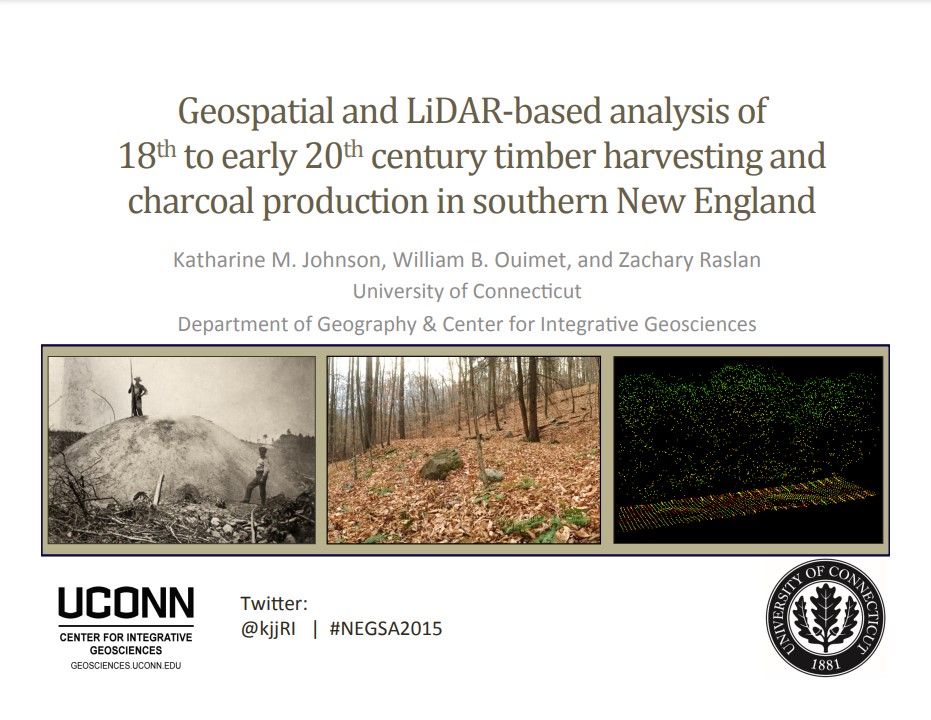 Geospatial and LiDAR-based analysis of
18th to early 20th century timber harvesting and
charcoal production in southern New England
Katharine M. Johnson, William B. Ouimet, and Zachary Raslan
University of Connecticut
Department of Geography & Center for Integrative Geosciences
UCONN
CENTER FOR INTEGRATIVE
GEOSCIENCES
GEOSCIENCES.UCONN.EDU
Twitter:
@kjjRI | #NEGSA2015
UNIVERSITY OF CONNECTICUT
1881